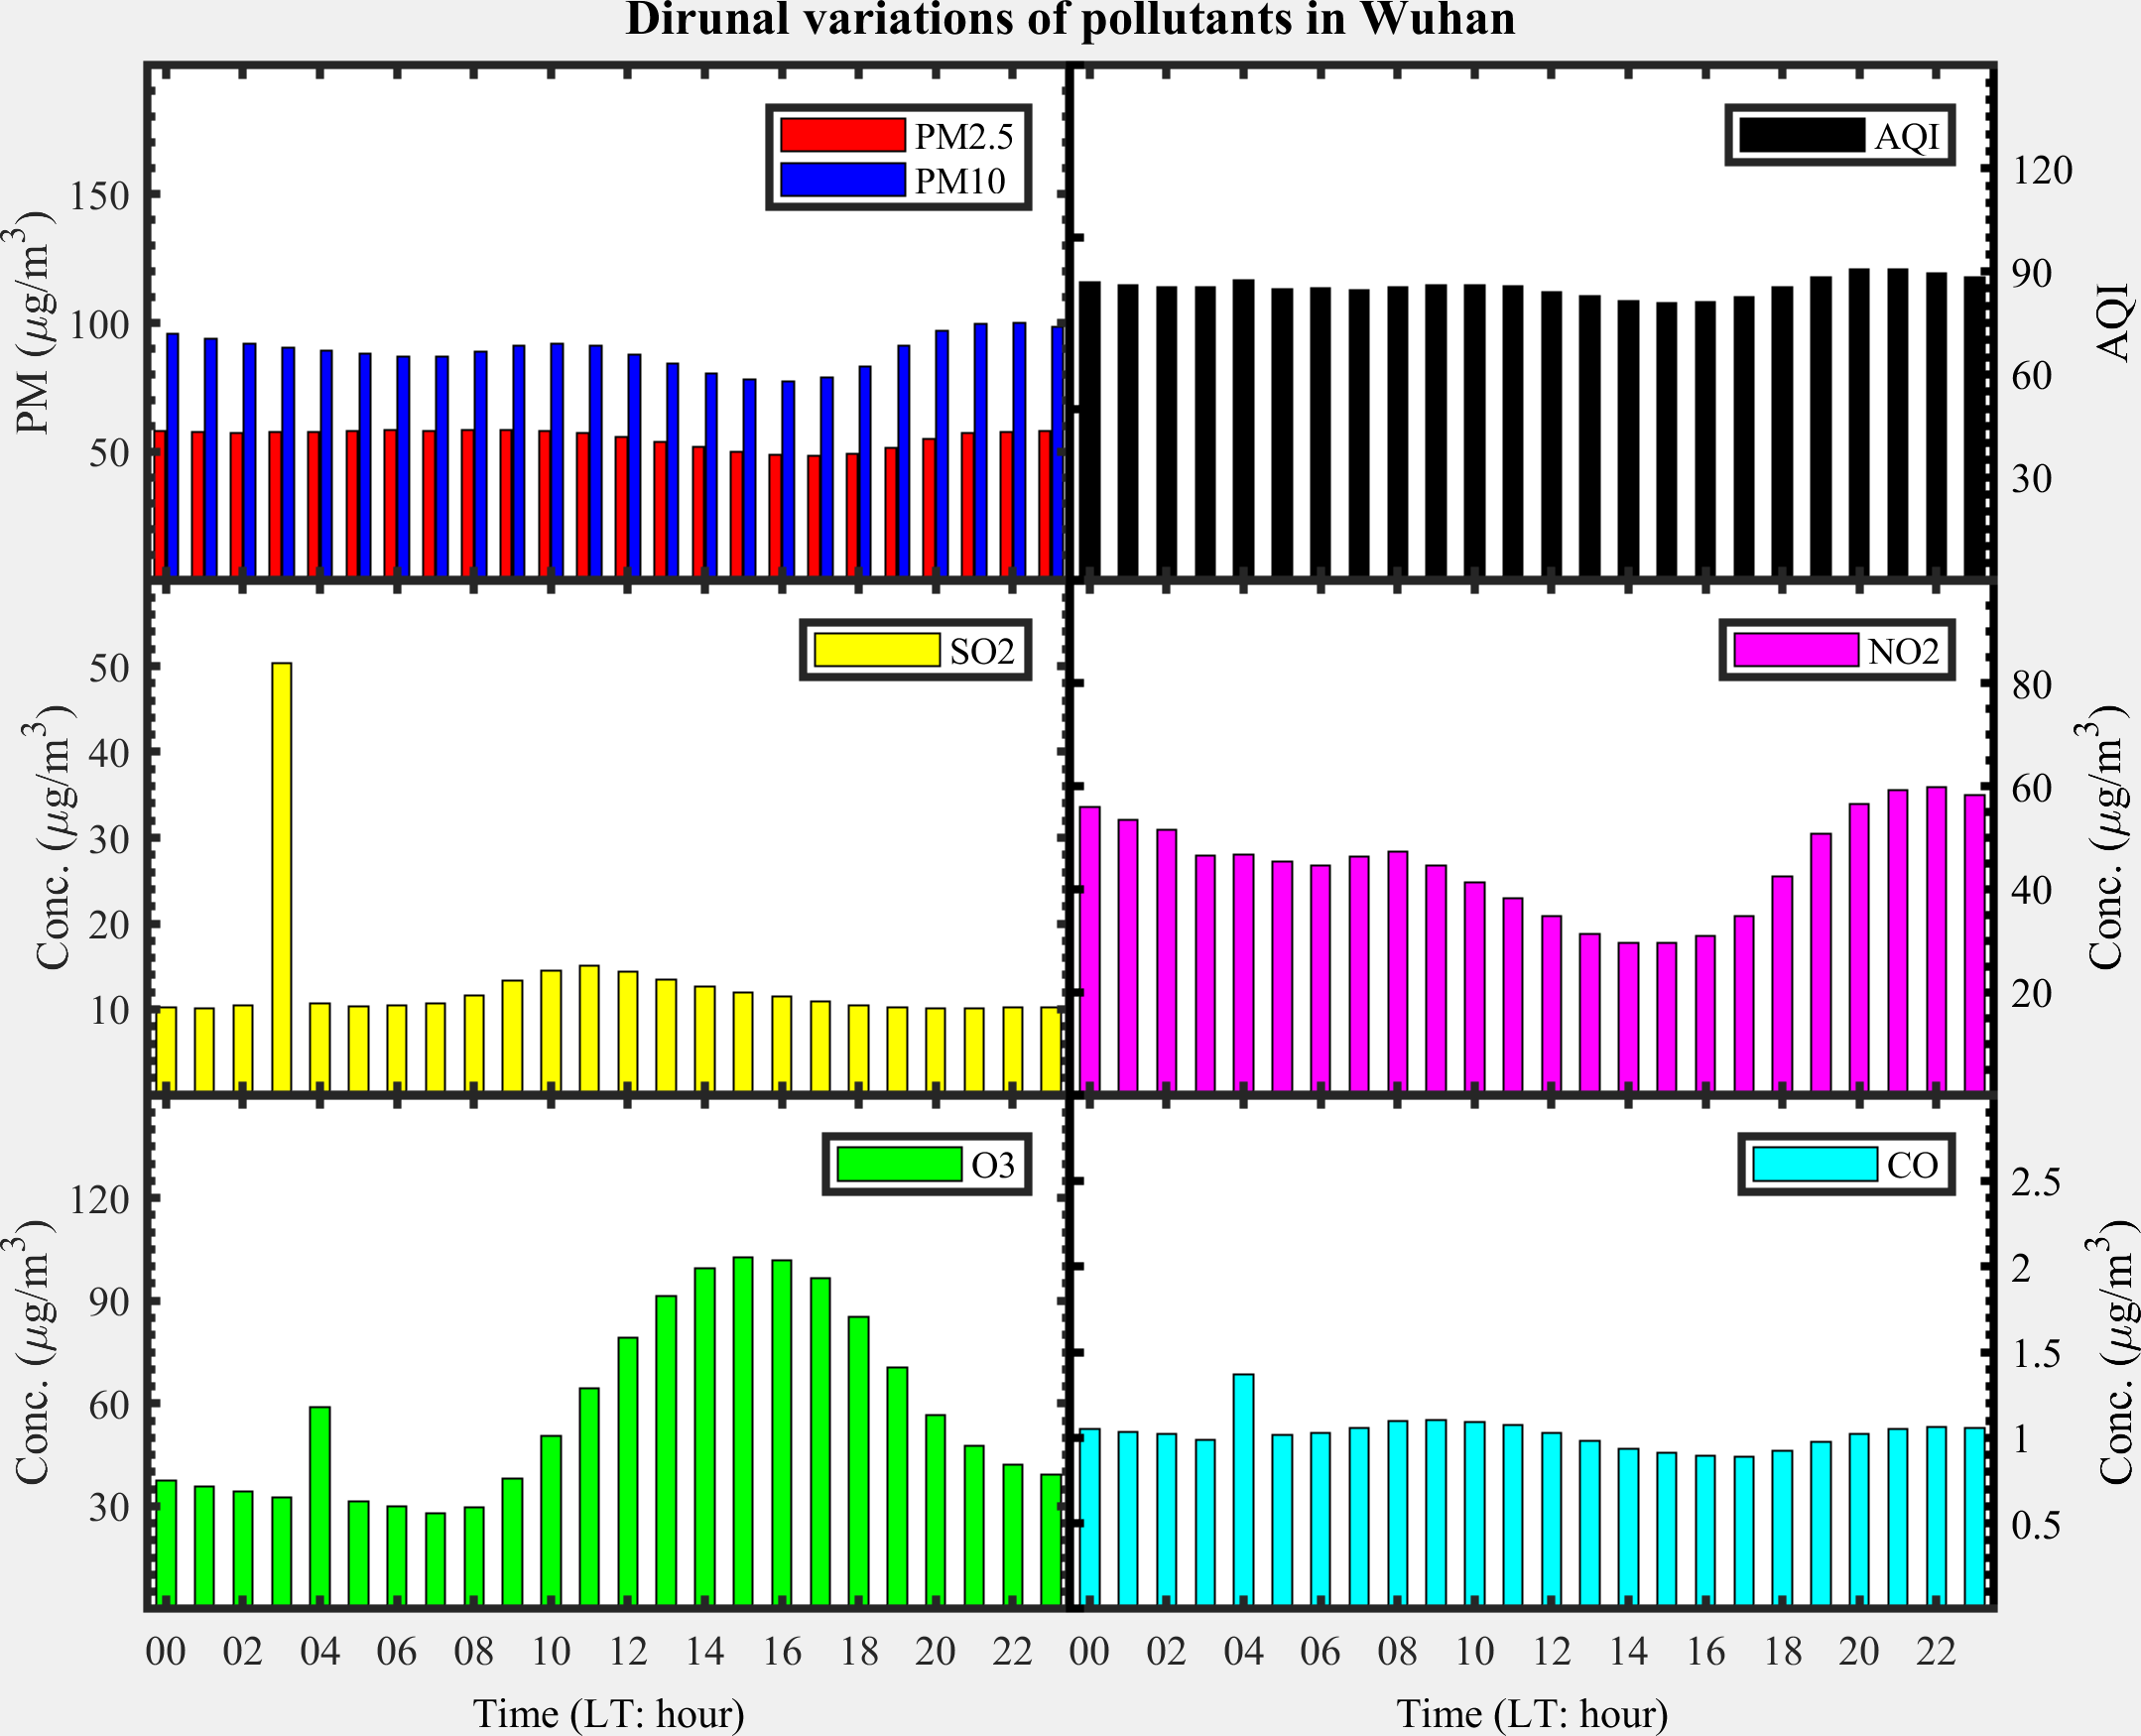 Dirunal variations of pollutants in Wuhan
PM2.5
PM10
150
100
50
PM (μg/m³)
AQI
120
90
60
30
AQI
SO2
50
40
30
20
10
Conc. (μg/m³)
NO2
80
60
40
20
Conc. (μg/m³)
O3
120
90
60
30
Conc. (μg/m³)
CO
2.5
2
1.5
1
0.5
Conc. (μg/m³)
00 02 04 06 08 10 12 14 16 18 20 22
00 02 04 06 08 10 12 14 16 18 20 22
Time (LT: hour)
Time (LT: hour)